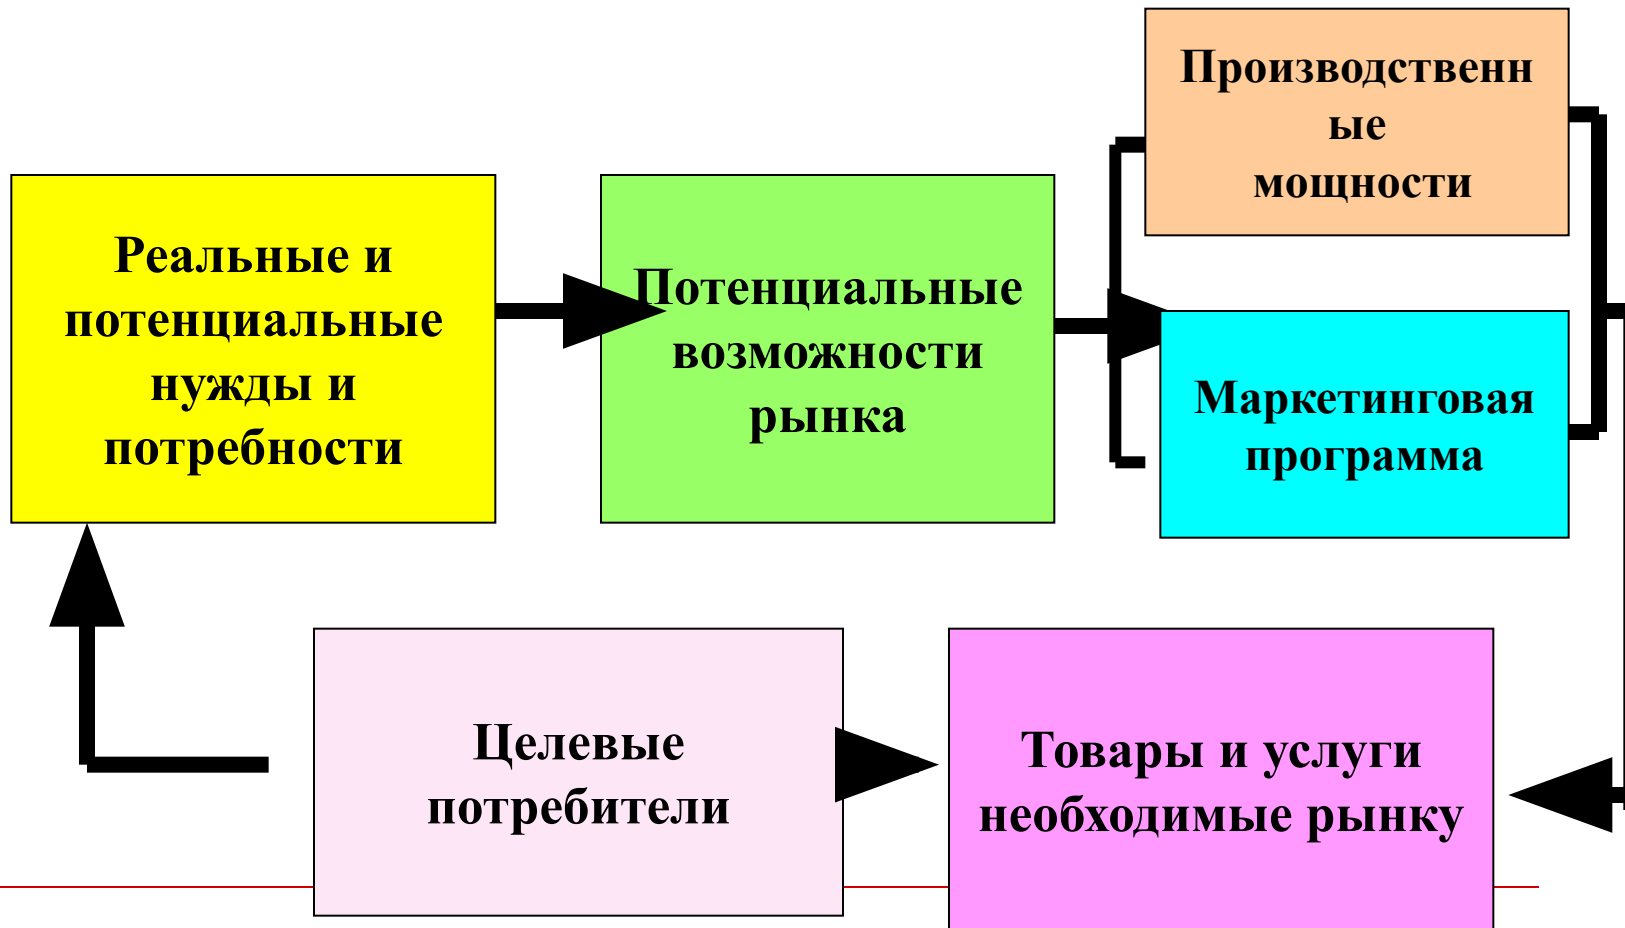 Производственн
ые
мощности
Реальные и
потенциальные
нужды и
потребности
Потенциальные
возможности
рынка
Маркетинговая
программа
Целевые
потребители
Товары и услуги
необходимые рынку